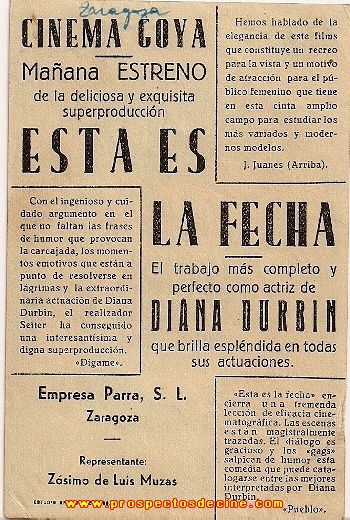 Zaragoza
CINEMA GOYA
Mañana ESTRENO
de la deliciosa y exquisita
superproducción
ESTA ES
Hemos hablado de la
elegancia de este films
que constituye un recreo
para la vista y un motivo
de atracción para el pú-
blico femenino que tiene
en esta cinta amplio
campo para estudiar los
más variados y moder-
nos modelos.
J. Juanes (Arriba).
Con el ingenioso y cui-
dado argumento en el
que no faltan las frases
de humor que provocan
la carcajada, los momen-
tos emotivos que están a
punto de resolverse en
lágrimas y la extraordi-
naria actuación de Diana
Durbin, el realizador
Seiter ha conseguido
una interesantísima y
digna superproducción.
«Dígame».
LA FECHA
El trabajo más completo y
perfecto como actriz de
DIANA DURBIN
que brilla espléndida en todas
sus actuaciones.
Empresa Parra, S. L.
Zaragoza
Representante:
Zósimo de Luis Muzas
«Esta es la fecha» en-
cierra una tremenda
lección de eficacia cine-
matográfica. Las escenas
están magistralmente
trazadas. El diálogo es
gracioso y los «gags»
salpican de humor esta
comedia que puede cata-
logarse entre las mejores
interpretadas por Diana
Durbin.
«Pueblo».
www.prospectosdecine.com